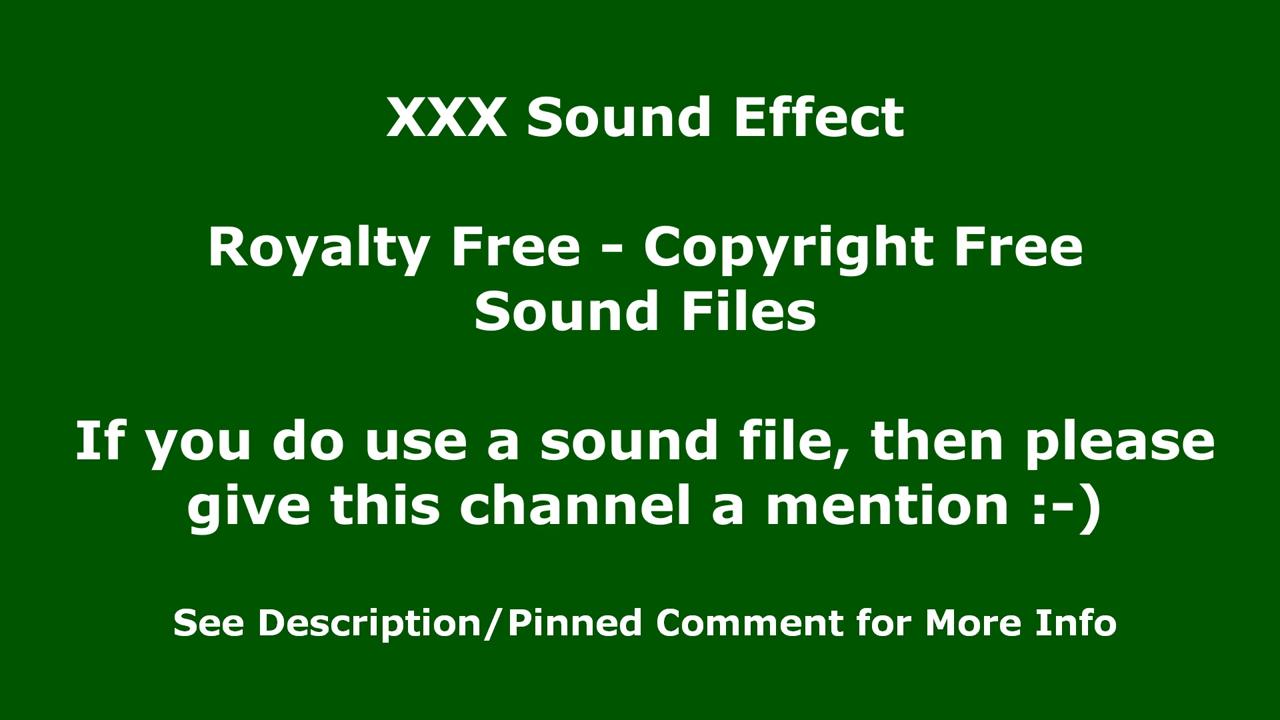 XXX Sound Effect
Royalty Free - Copyright Free
Sound Files
If you do use a sound file, then please
give this channel a mention :-)
See Description/Pinned Comment for More Info